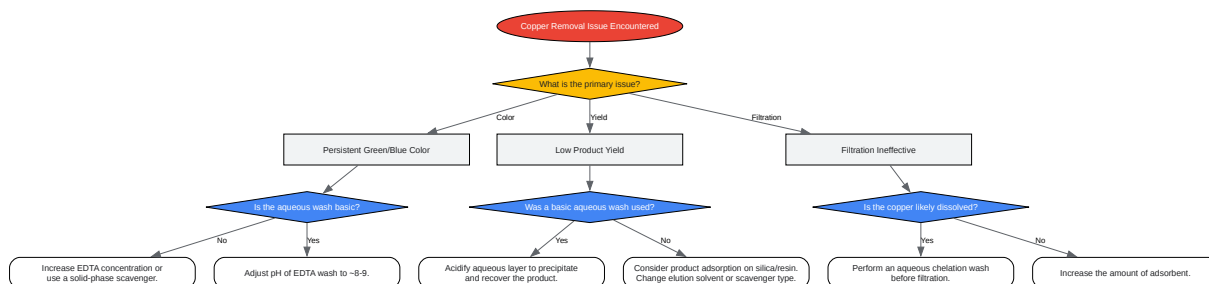 Copper Removal Issue Encountered
What is the primary issue?
Color
Yield
Filtration
Persistent Green/Blue Color
Low Product Yield
Filtration Ineffective
Is the aqueous wash basic?
Was a basic aqueous wash used?
Is the copper likely dissolved?
No
Yes
Yes
No
Yes
No
Increase EDTA concentration or
use a solid-phase scavenger.
Adjust pH of EDTA wash to ~8-9.
Acidify aqueous layer to precipitate
and recover the product.
Consider product adsorption on silica/resin.
Change elution solvent or scavenger type.
Perform an aqueous chelation wash
before filtration.
Increase the amount of adsorbent.